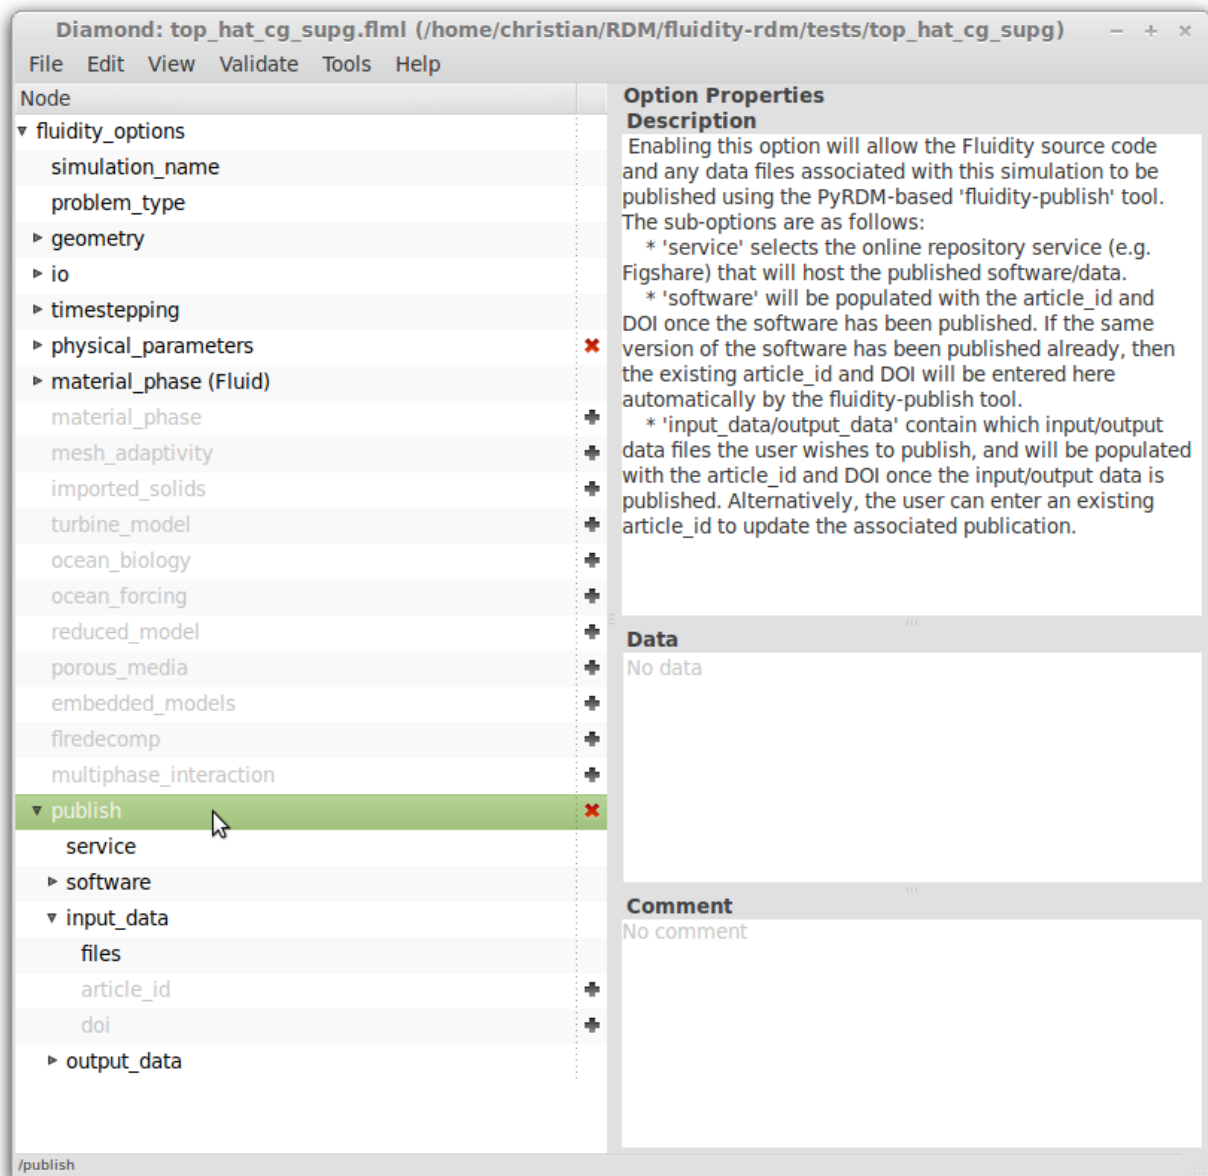 Diamond: top_hat_cg_supg.flml (/home/christian/RDM/fluidity-rdm/tests/top_hat_cg_supg)
File Edit View Validate Tools Help
Node
fluidity_options
simulation_name
problem_type
geometry
io
timestepping
physical_parameters
material_phase (Fluid)
material_phase
mesh_adaptivity
imported_solids
turbine_model
ocean_biology
ocean_forcing
reduced_model
porous_media
embedded_models
flredecomp
multiphase_interaction
publish
service
software
input_data
files
article_id
doi
output_data
Option Properties
Description
Enabling this option will allow the Fluidity source code
and any data files associated with this simulation to be
published using the PyRDM-based 'fluidity-publish' tool.
The sub-options are as follows:
* 'service' selects the online repository service (e.g.
Figshare) that will host the published software/data.
* 'software' will be populated with the article_id and
DOI once the software has been published. If the same
version of the software has been published already, then
the existing article_id and DOI will be entered here
automatically by the fluidity-publish tool.
* 'input_data/output_data' contain which input/output
data files the user wishes to publish, and will be populated
with the article_id and DOI once the input/output data is
published. Alternatively, the user can enter an existing
article_id to update the associated publication.
Data
No data
Comment
No comment
/publish